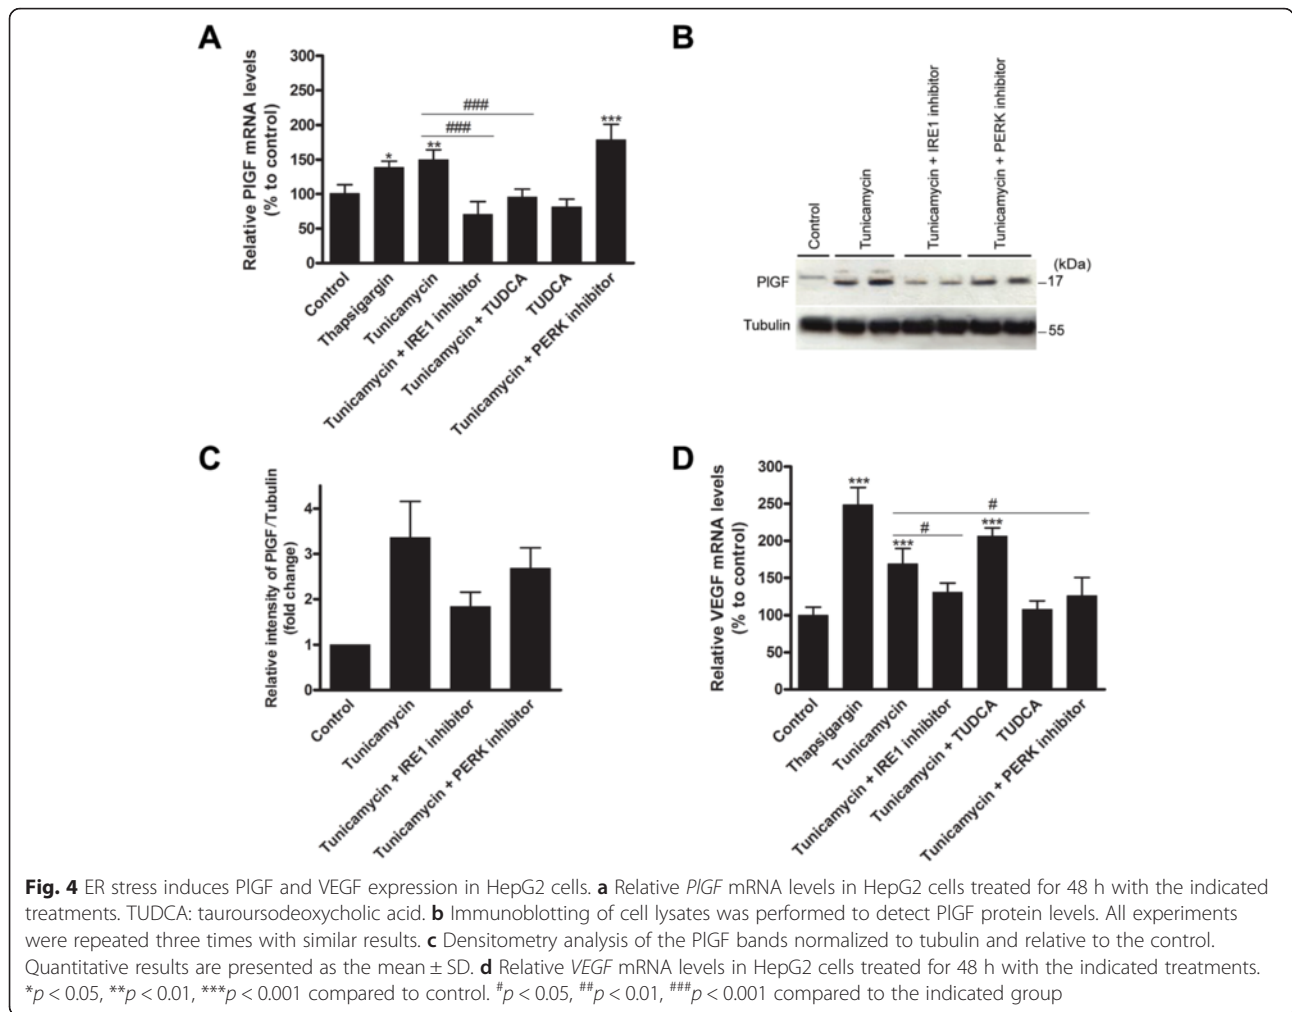 A
Relative PlGF mRNA levels
(% to control)
300
250
200
150
100
50
0
###
###
*
**
***
Control
Thapsigargin
Tunicamycin
Tunicamycin + IRE1 inhibitor
Tunicamycin + TUDCA
TUDCA
Tunicamycin + PERK inhibitor
B
Control
Tunicamycin
Tunicamycin + IRE1 inhibitor
Tunicamycin + PERK inhibitor
(kDa)
PlGF
–17
Tubulin
–55
C
Relative intensity of PlGF/Tubulin
(fold change)
4
3
2
1
0
Control
Tunicamycin
Tunicamycin + IRE1 inhibitor
Tunicamycin + PERK inhibitor
D
Relative VEGF mRNA levels
(% to control)
300
250
200
150
100
50
0
***
#
#
***
***
Control
Thapsigargin
Tunicamycin
Tunicamycin + IRE1 inhibitor
Tunicamycin + TUDCA
TUDCA
Tunicamycin + PERK inhibitor
Fig. 4 ER stress induces PlGF and VEGF expression in HepG2 cells. a Relative PlGF mRNA levels in HepG2 cells treated for 48 h with the indicated
treatments. TUDCA: tauroursodeoxycholic acid. b Immunoblotting of cell lysates was performed to detect PlGF protein levels. All experiments
were repeated three times with similar results. c Densitometry analysis of the PlGF bands normalized to tubulin and relative to the control.
Quantitative results are presented as the mean ± SD. d Relative VEGF mRNA levels in HepG2 cells treated for 48 h with the indicated treatments.
*p < 0.05, **p < 0.01, ***p < 0.001 compared to control. #p < 0.05, ##p < 0.01, ###p < 0.001 compared to the indicated group